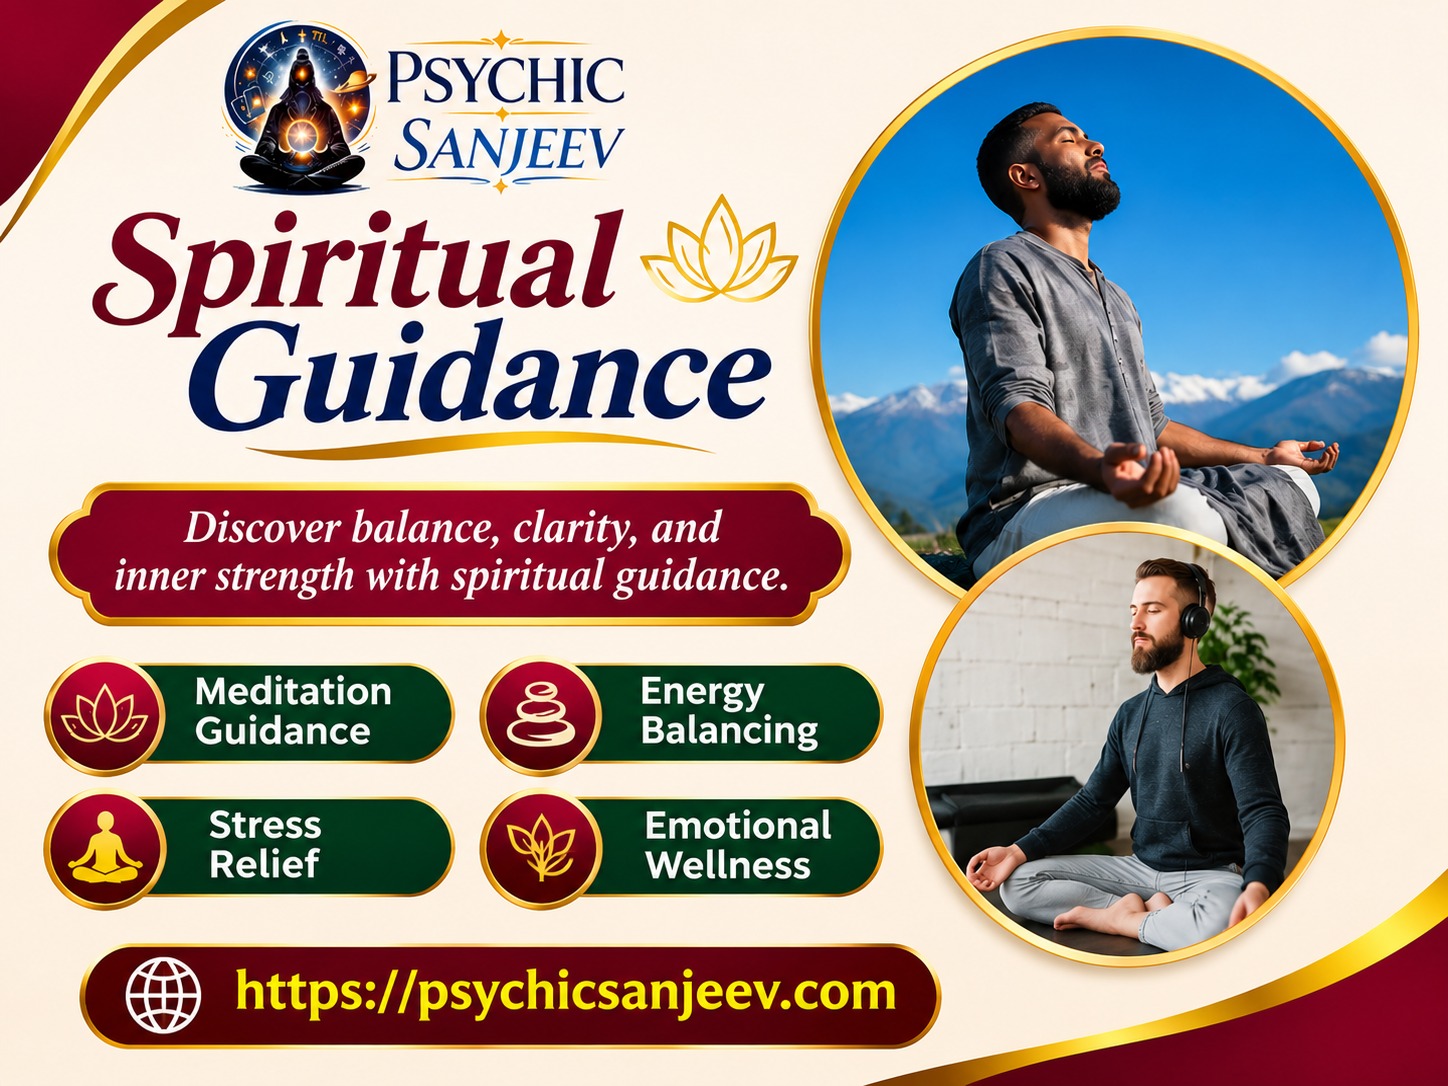 PSYCHIC
SANJEEV
Spiritual
Guidance
Discover balance, clarity, and
inner strength with spiritual guidance.
Meditation
Guidance
Energy
Balancing
Stress
Relief
Emotional
Wellness
https://psychicsanjeev.com